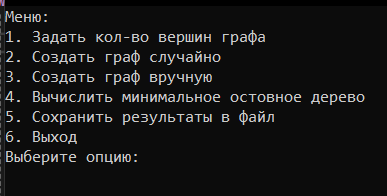 Меню:
1. Задать кол-во вершин графа
2. Создать граф случайно
3. Создать граф вручную
4. Вычислить минимальное остовное дерево
5. Сохранить результаты в файл
6. Выход
Выберите опцию: